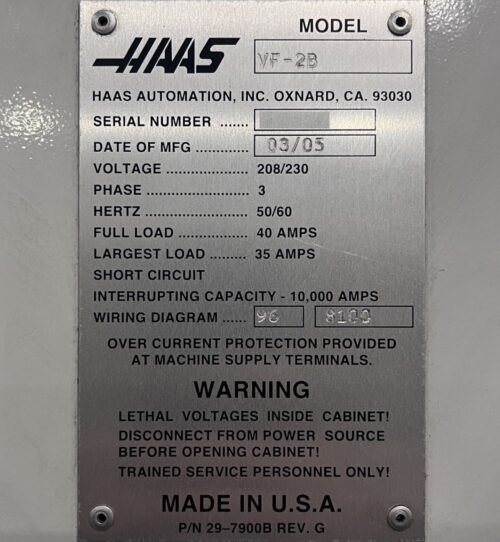 MODEL
HAAS VF-2B
HAAS AUTOMATION, INC. OXNARD, CA. 93030
SERIAL NUMBER .......
DATE OF MFG ............. 03/05
VOLTAGE .................... 208/230
PHASE ......................... 3
HERTZ ......................... 50/60
FULL LOAD ................. 40 AMPS
LARGEST LOAD ......... 35 AMPS
SHORT CIRCUIT
INTERRUPTING CAPACITY - 10,000 AMPS
WIRING DIAGRAM ...... 96 8100
OVER CURRENT PROTECTION PROVIDED
AT MACHINE SUPPLY TERMINALS.
WARNING
LETHAL VOLTAGES INSIDE CABINET!
DISCONNECT FROM POWER SOURCE
BEFORE OPENING CABINET!
TRAINED SERVICE PERSONNEL ONLY!
MADE IN U.S.A.
P/N 29-7900B REV. G